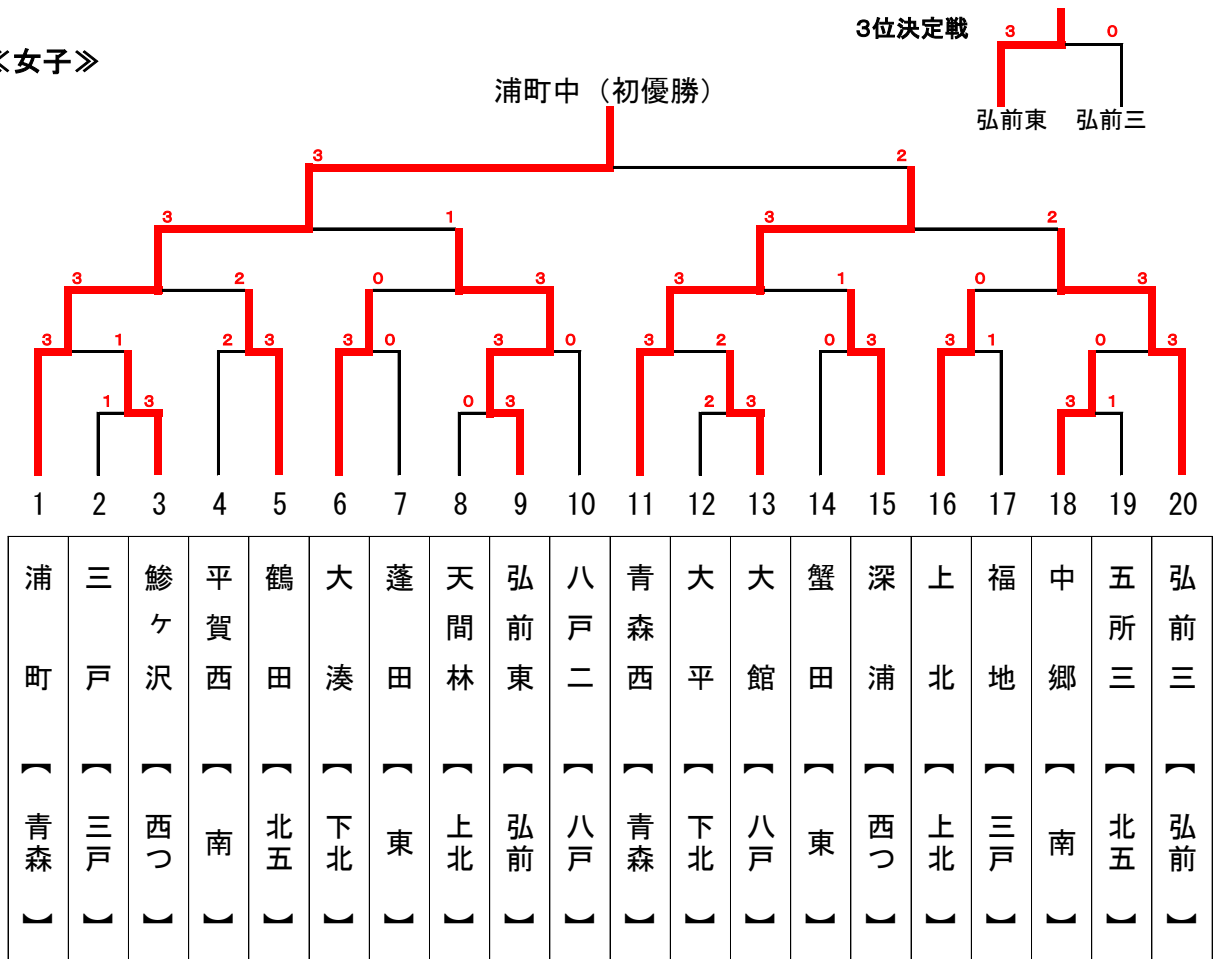 3位決定戦
3 0
弘前東 弘前三
≪女子≫
浦町中（初優勝）
3 2
3 1 3 2
3 2 0 3 3 1 0 3
3 1 2 3 3 0 3 0 3 2 0 3 3 1 0 3
1 3 0 3 2 3 3 1
1 2 3 4 5 6 7 8 9 10 11 12 13 14 15 16 17 18 19 20
浦町【青森】
三戸【三戸】
鯵ヶ沢【西つ】
平賀西【南】
鶴田【北五】
大湊【下北】
蓬田【東】
天間林【上北】
弘前東【弘前】
八戸二【八戸】
青森西【青森】
大平【下北】
大館【八戸】
蟹田【東】
深浦【西つ】
上北【上北】
福地【三戸】
中郷【南】
五所三【北五】
弘前三【弘前】